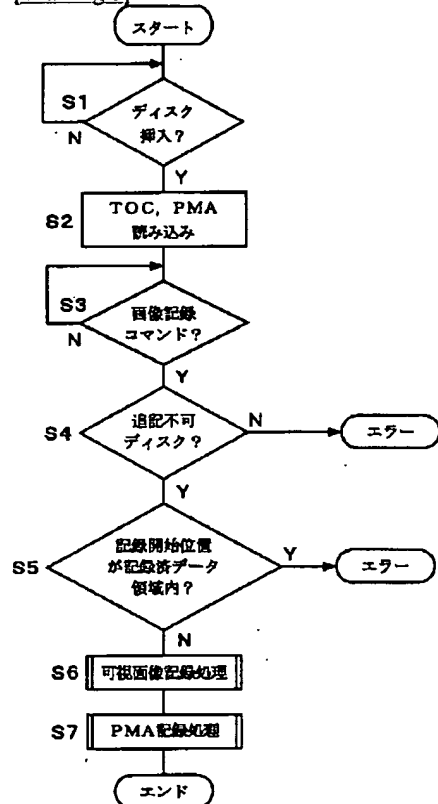 スタート
S1
ディスク
挿入?
N
Y
S2
TOC, PMA
読み込み
S3
画像記録
コマンド?
N
Y
S4
追記不可
ディスク?
N
エラー
Y
S5
記録開始位置
が記録済データ
領域内?
Y
エラー
N
S6
可視画像記録処理
S7
PMA記録処理
エンド